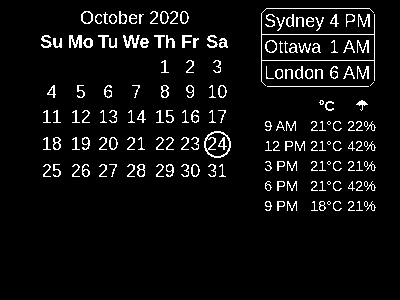 October 2020
Su Mo Tu We Th Fr Sa
1 2 3
4 5 6 7 8 9 10
11 12 13 14 15 16 17
18 19 20 21 22 23 24
25 26 27 28 29 30 31
Sydney 4 PM
Ottawa 1 AM
London 6 AM
°C ☂
9 AM 21°C 22%
12 PM 21°C 42%
3 PM 21°C 21%
6 PM 21°C 42%
9 PM 18°C 21%